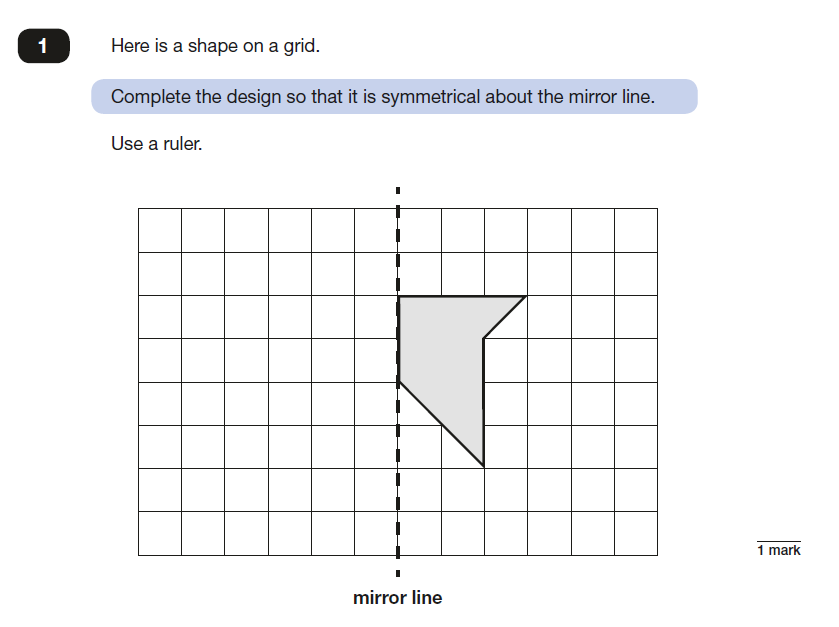 1
Here is a shape on a grid.
Complete the design so that it is symmetrical about the mirror line.
Use a ruler.
1 mark
mirror line